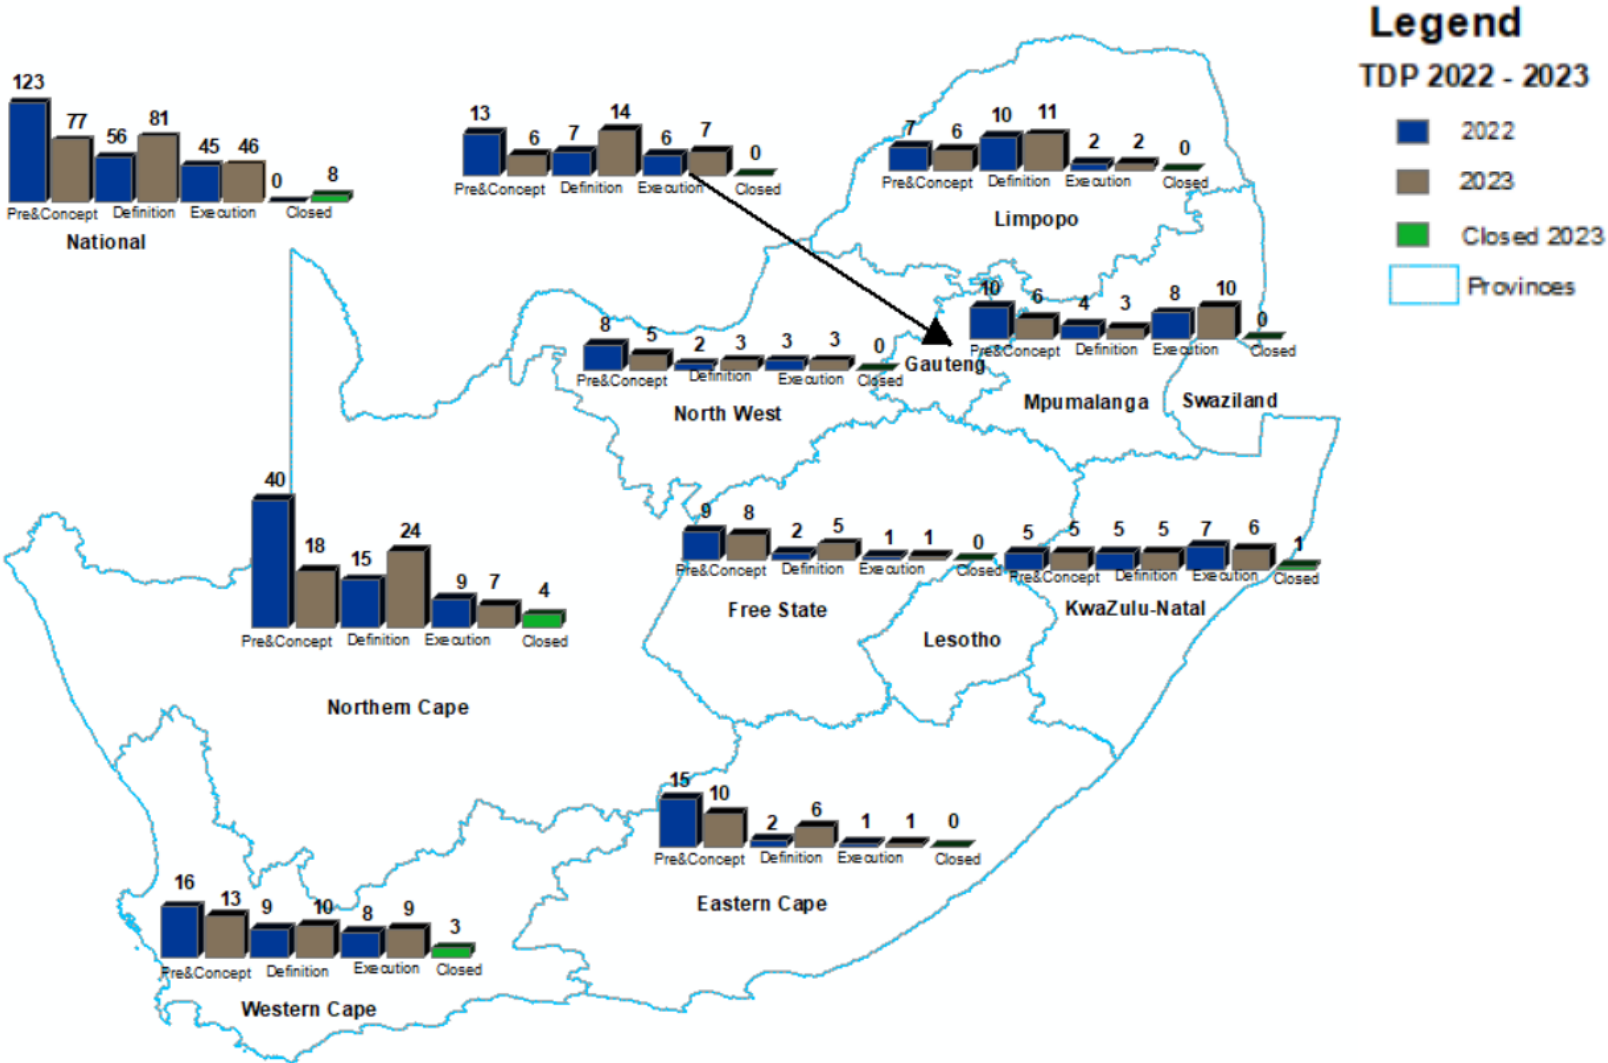 Legend
TDP 2022 - 2023
2022
2023
Closed 2023
Provinces
123 77 56 81 45 46 0 8
Pre&Concept Definition Execution Closed
National
13 6 7 14 6 7 0
Pre&Concept Definition Execution Closed
Gauteng
7 6 10 11 2 2 0
Pre&Concept Definition Execution Closed
Limpopo
10 6 4 3 8 10 0
Pre&Concept Definition Execution Closed
Mpumalanga
Swaziland
8 5 2 3 3 3 0
Pre&Concept Definition Execution Closed
North West
40 18 15 24 9 7 4
Pre&Concept Definition Execution Closed
Northern Cape
9 8 2 5 1 1 0
Pre&Concept Definition Execution Closed
Free State
5 5 5 5 7 6 1
Pre&Concept Definition Execution Closed
KwaZulu-Natal
Lesotho
15 10 2 6 1 1 0
Pre&Concept Definition Execution Closed
Eastern Cape
16 13 9 10 8 9 3
Pre&Concept Definition Execution Closed
Western Cape